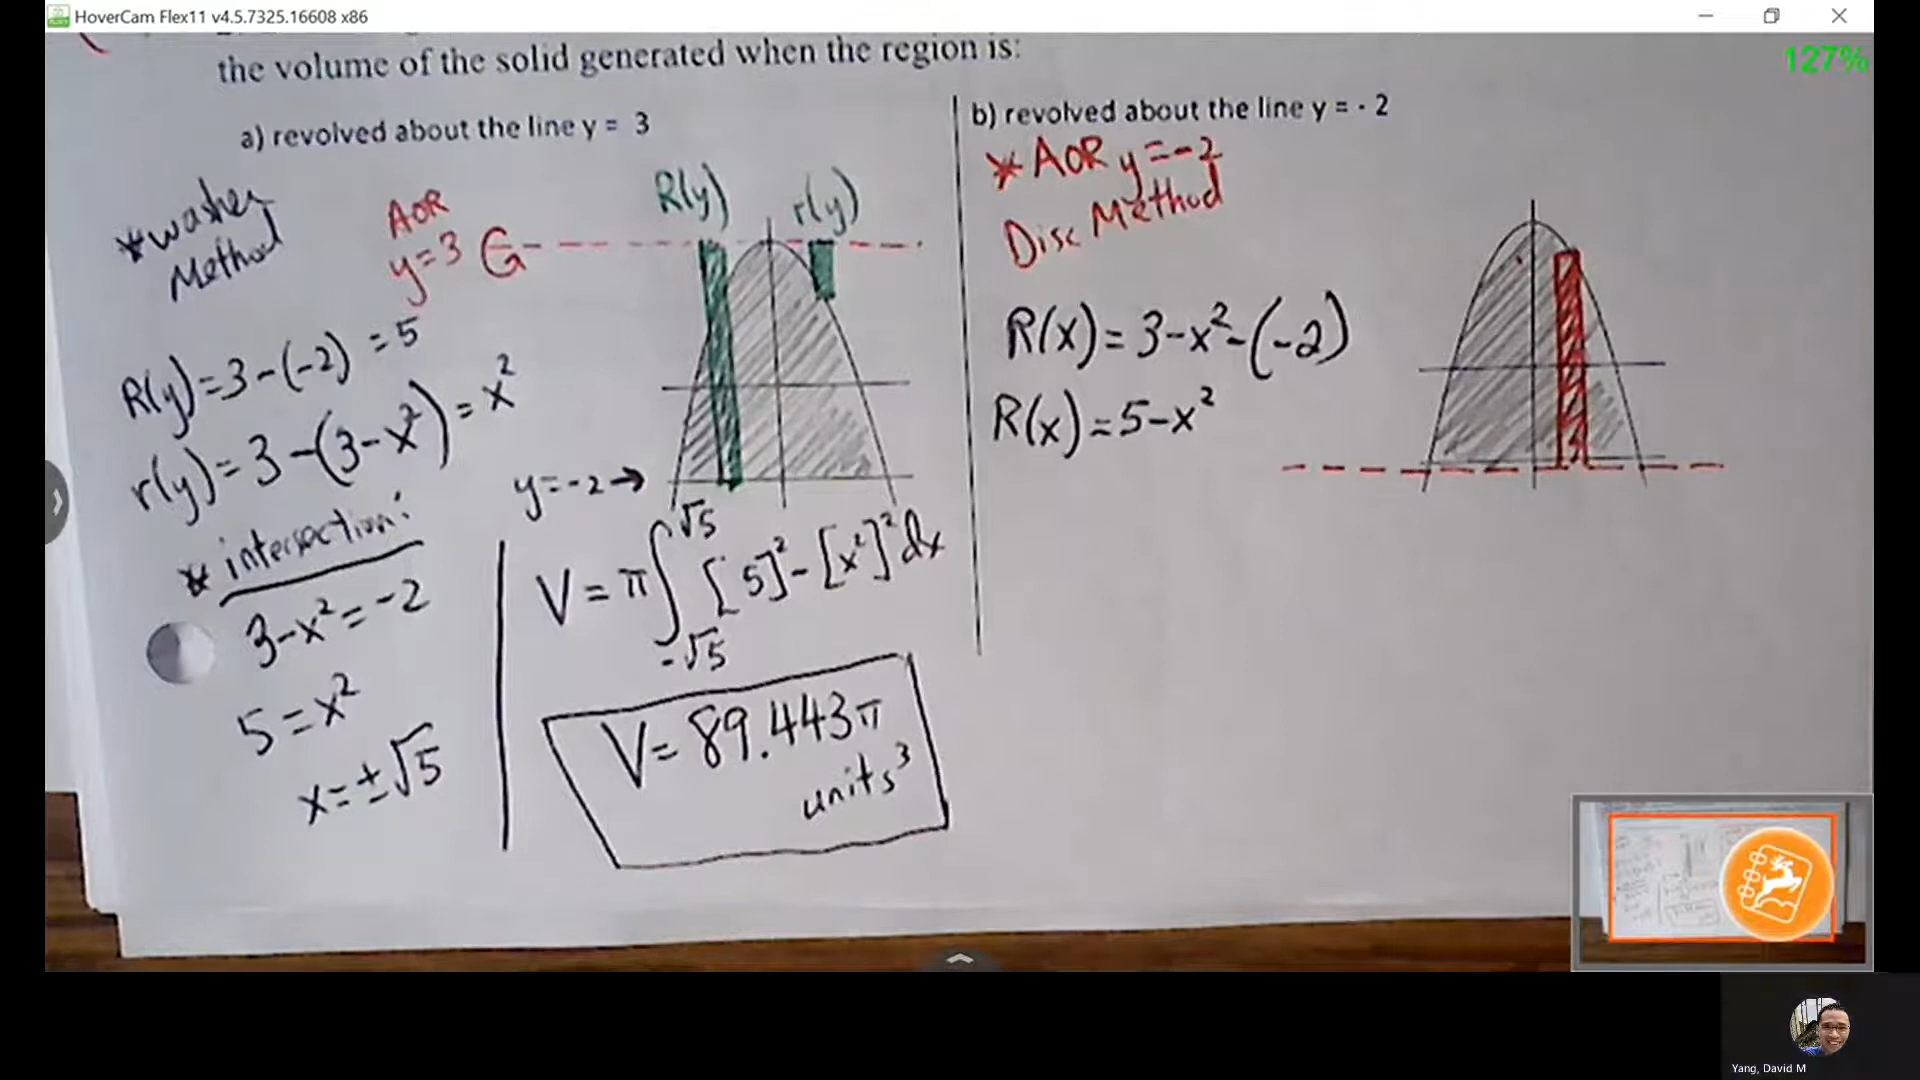 HoverCam Flex11 v4.5.7325.16608 x86
127%
the volume of the solid generated when the region is:
a) revolved about the line y = 3
* Washer
Method
AOR
y=3
R(y)
r(y)
R(y)=3-(-2) =5
r(y)=3-(3-x²)=x²
y=-2→
* intersection:
3-x²=-2
5=x²
x=±√5
V=π∫ √5 -√5 [5]²-[x²]²dx
V=89.443π
units³
b) revolved about the line y = - 2
* AOR y=-2
Disc Method
R(x)=3-x²-(-2)
R(x)=5-x²
Yang, David M